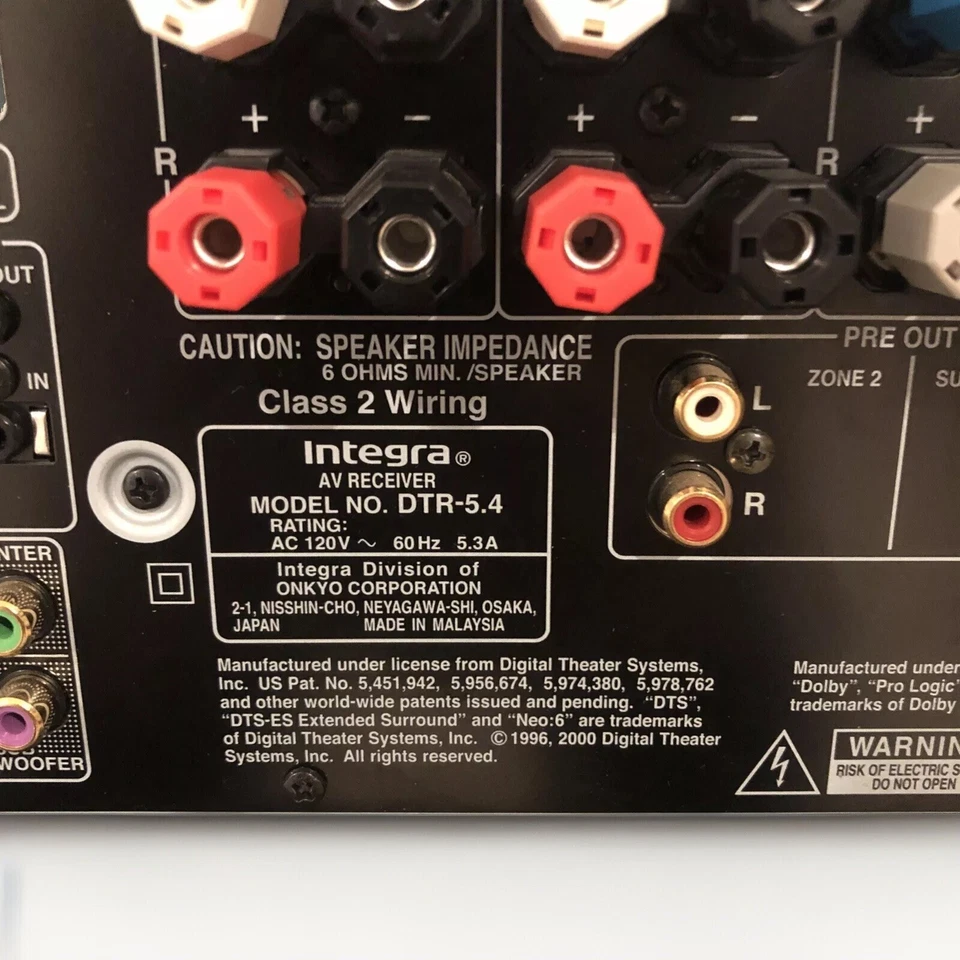 + − + − +
R R
OUT
CAUTION: SPEAKER IMPEDANCE
6 OHMS MIN. /SPEAKER
Class 2 Wiring
PRE OUT
ZONE 2
IN
L
R
Integra®
AV RECEIVER
MODEL NO. DTR-5.4
RATING:
AC 120V ~ 60 Hz 5.3 A
Integra Division of
ONKYO CORPORATION
2-1, NISSHIN-CHO, NEYAGAWA-SHI, OSAKA,
JAPAN MADE IN MALAYSIA
Manufactured under license from Digital Theater Systems,
Inc. US Pat. No. 5,451,942, 5,956,674, 5,974,380, 5,978,762
and other world-wide patents issued and pending. “DTS”,
“DTS-ES Extended Surround” and “Neo:6” are trademarks
of Digital Theater Systems, Inc. ©1996, 2000 Digital Theater
Systems, Inc. All rights reserved.
NTER
WOOFER
Manufactured under
“Dolby”, “Pro Logic”
trademarks of Dolby
WARNIN
RISK OF ELECTRIC S
DO NOT OPEN